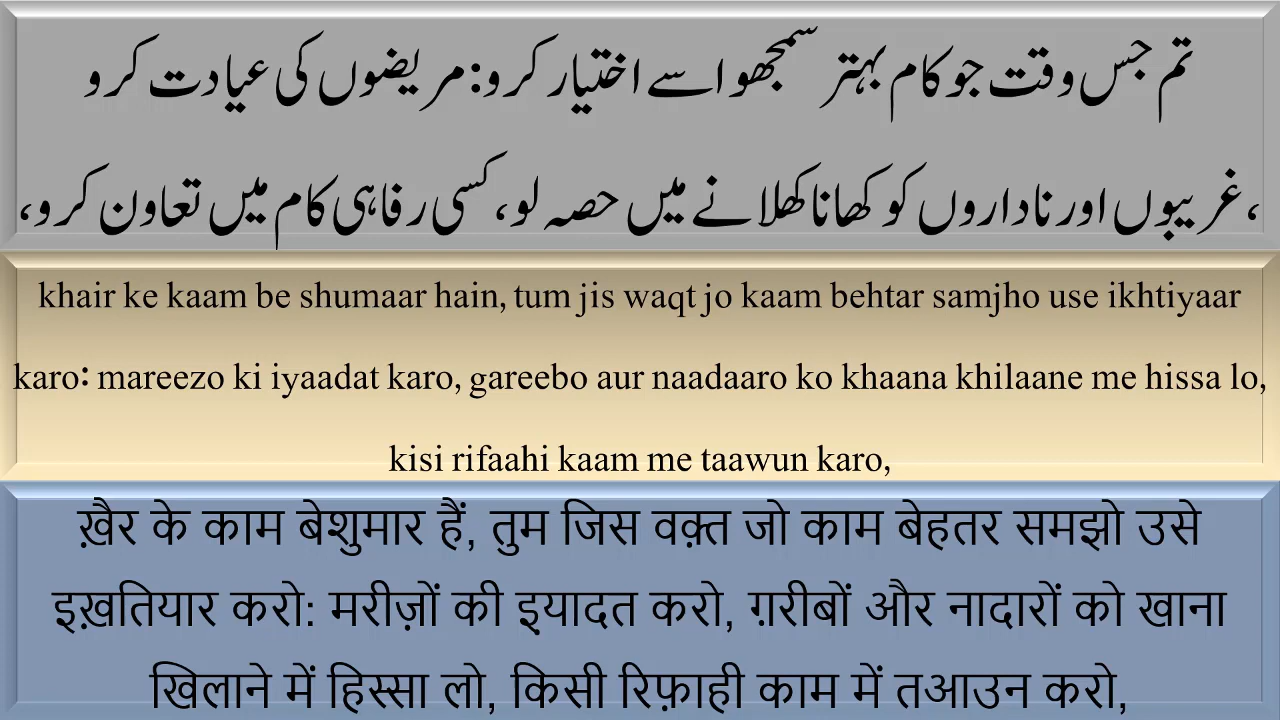 تم جس وقت جو کام بہتر سمجھو اسے اختیار کرو: مریضوں کی عیادت کرو
،غریبوں اور ناداروں کو کھانا کھلانے میں حصہ لو، کسی رفاہی کام میں تعاون کرو،
khair ke kaam be shumaar hain, tum jis waqt jo kaam behtar samjho use ikhtiyaar
karo: mareezo ki iyaadat karo, gareebo aur naadaaro ko khaana khilaane me hissa lo,
kisi rifaahi kaam me taawun karo,
ख़ैर के काम बेशुमार हैं, तुम जिस वक़्त जो काम बेहतर समझो उसे
इख़तियार करो: मरीज़ों की इ़यादत करो, ग़रीबों और नादारों को खाना
खिलाने में हिस्सा लो, किसी रिफ़ाही काम में तआउन करो,